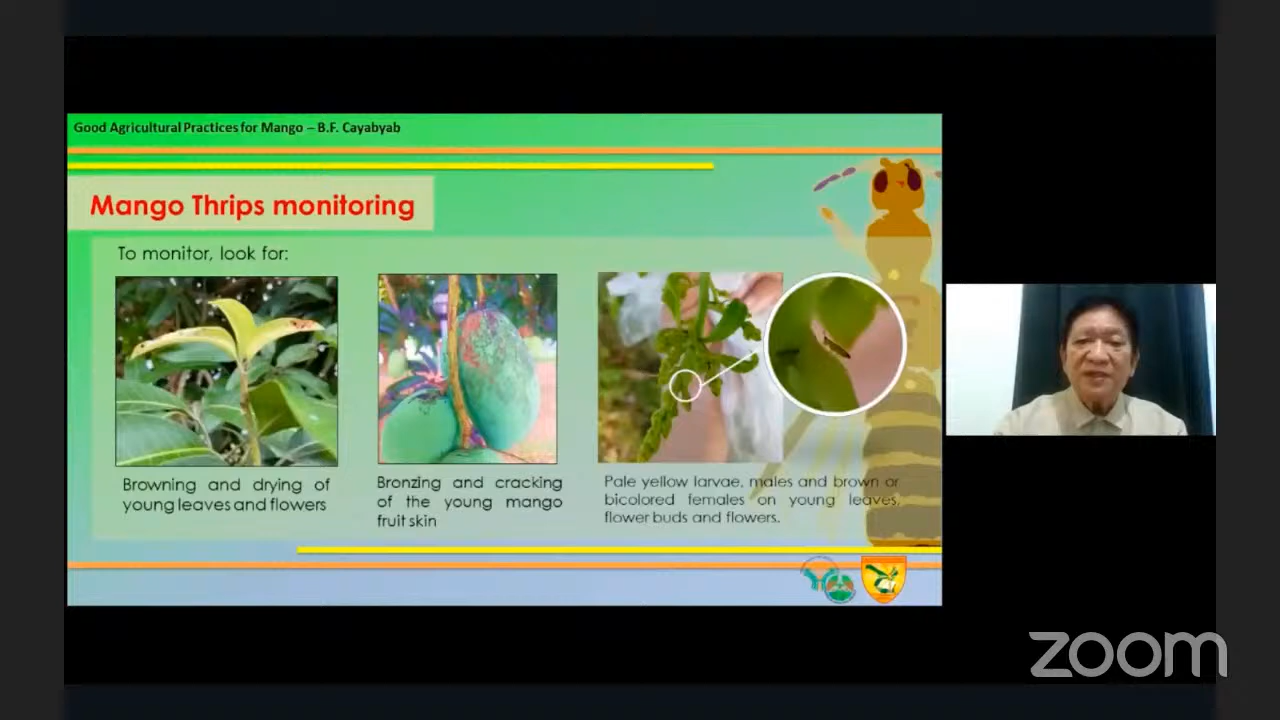 Good Agricultural Practices for Mango – B.F. Cayabyab
Mango Thrips monitoring
To monitor, look for:
Browning and drying of
young leaves and flowers
Bronzing and cracking
of the young mango
fruit skin
Pale yellow larvae, males and brown or
bicolored females on young leaves,
flower buds and flowers.
zoom